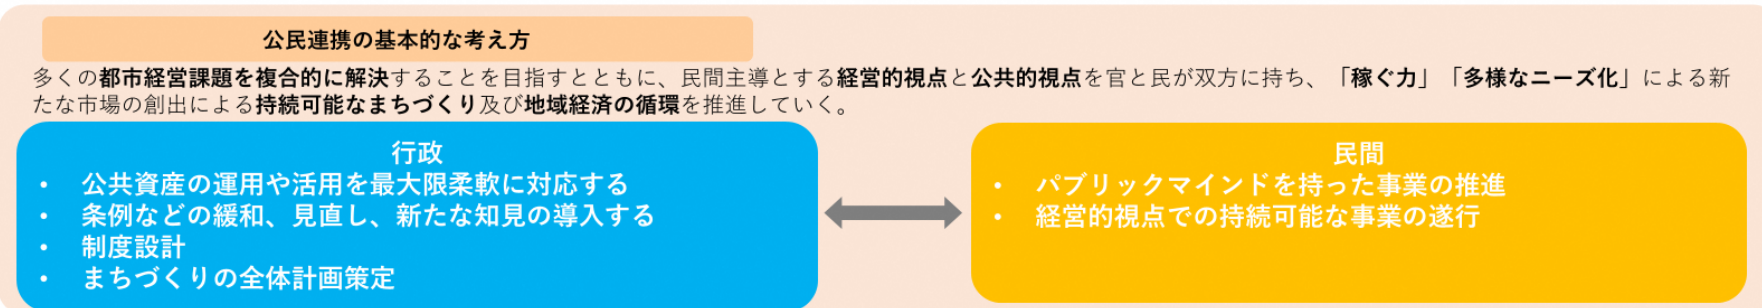 公民連携の基本的な考え方
多くの都市経営課題を複合的に解決することを目指すとともに、民間主導とする経営的視点と公共的視点を官と民が双方に持ち、「稼ぐ力」「多様なニーズ化」による新
たな市場の創出による持続可能なまちづくり及び地域経済の循環を推進していく。
行政
• 公共資産の運用や活用を最大限柔軟に対応する
• 条例などの緩和、見直し、新たな知見の導入する
• 制度設計
• まちづくりの全体計画策定
民間
• パブリックマインドを持った事業の推進
• 経営的視点での持続可能な事業の遂行